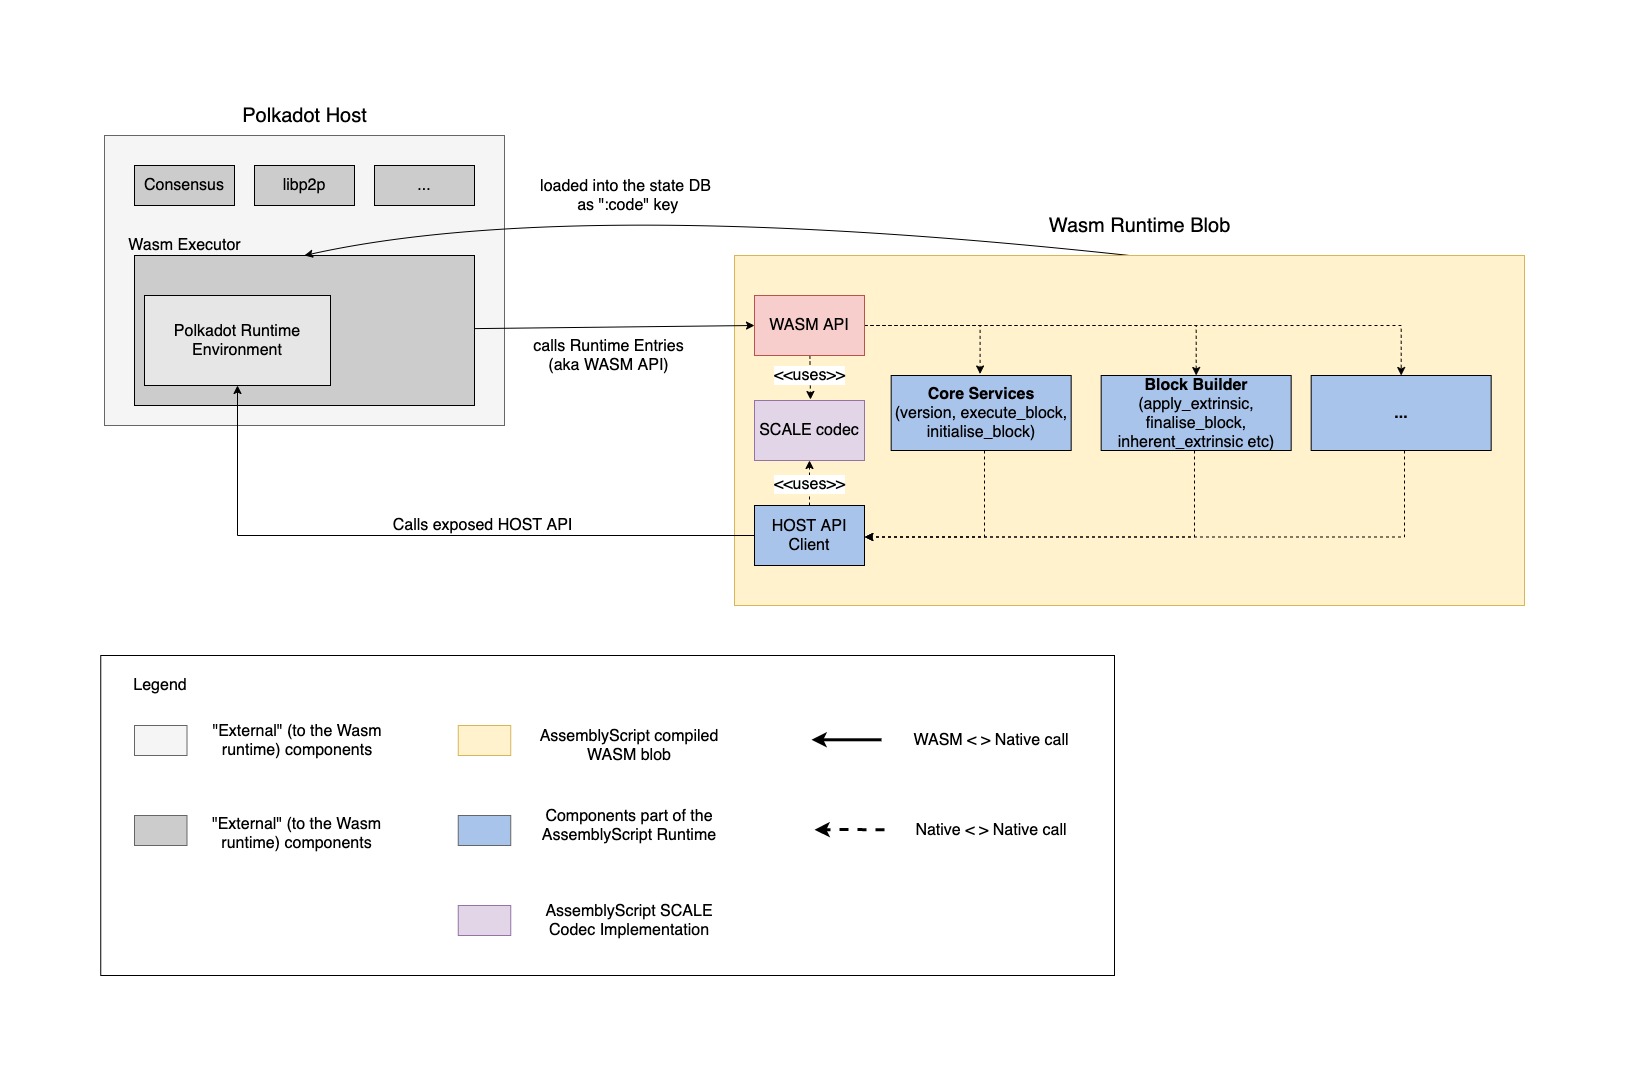 Polkadot Host
Consensus
libp2p
...
loaded into the state DB
as ":code" key
Wasm Runtime Blob
Wasm Executor
Polkadot Runtime
Environment
calls Runtime Entries
(aka WASM API)
WASM API
<<uses>>
SCALE codec
<<uses>>
Core Services
(version, execute_block,
initialise_block)
Block Builder
(apply_extrinsic,
finalise_block,
inherent_extrinsic etc)
...
Calls exposed HOST API
HOST API
Client
Legend
"External" (to the Wasm
runtime) components
AssemblyScript compiled
WASM blob
WASM < > Native call
"External" (to the Wasm
runtime) components
Components part of the
AssemblyScript Runtime
Native < > Native call
AssemblyScript SCALE
Codec Implementation